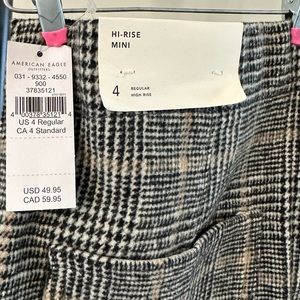 AMERICAN EAGLE
OUTFITTERS
031 - 9332 - 4550
900
37835121
US 4 Regular
CA 4 Standard
USD 49.95
CAD 59.95
HI-RISE
MINI
4
REGULAR
HIGH RISE